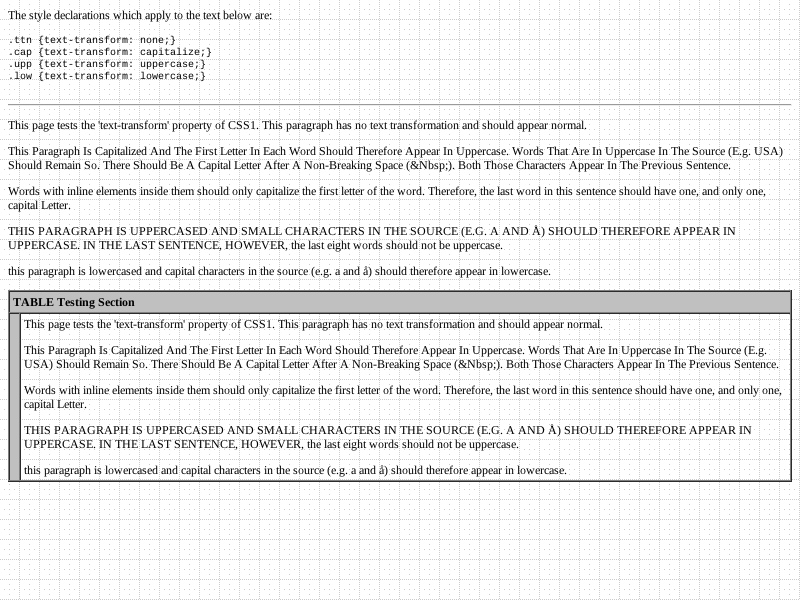 The style declarations which apply to the text below are:
.ttn {text-transform: none;}
.cap {text-transform: capitalize;}
.upp {text-transform: uppercase;}
.low {text-transform: lowercase;}
This page tests the 'text-transform' property of CSS1. This paragraph has no text transformation and should appear normal.
This Paragraph Is Capitalized And The First Letter In Each Word Should Therefore Appear In Uppercase. Words That Are In Uppercase In The Source (E.g. USA)
Should Remain So. There Should Be A Capital Letter After A Non-Breaking Space (&Nbsp;). Both Those Characters Appear In The Previous Sentence.
Words with inline elements inside them should only capitalize the first letter of the word. Therefore, the last word in this sentence should have one, and only one,
capital Letter.
THIS PARAGRAPH IS UPPERCASED AND SMALL CHARACTERS IN THE SOURCE (E.G. A AND Å) SHOULD THEREFORE APPEAR IN
UPPERCASE. IN THE LAST SENTENCE, HOWEVER, the last eight words should not be uppercase.
this paragraph is lowercased and capital characters in the source (e.g. a and å) should therefore appear in lowercase.
TABLE Testing Section
This page tests the 'text-transform' property of CSS1. This paragraph has no text transformation and should appear normal.
This Paragraph Is Capitalized And The First Letter In Each Word Should Therefore Appear In Uppercase. Words That Are In Uppercase In The Source (E.g.
USA) Should Remain So. There Should Be A Capital Letter After A Non-Breaking Space (&Nbsp;). Both Those Characters Appear In The Previous Sentence.
Words with inline elements inside them should only capitalize the first letter of the word. Therefore, the last word in this sentence should have one, and only one,
capital Letter.
THIS PARAGRAPH IS UPPERCASED AND SMALL CHARACTERS IN THE SOURCE (E.G. A AND Å) SHOULD THEREFORE APPEAR IN
UPPERCASE. IN THE LAST SENTENCE, HOWEVER, the last eight words should not be uppercase.
this paragraph is lowercased and capital characters in the source (e.g. a and å) should therefore appear in lowercase.